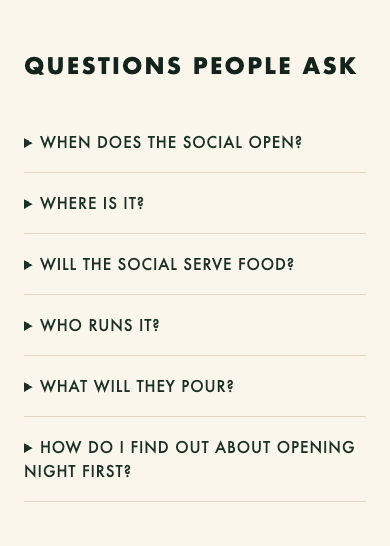 QUESTIONS PEOPLE ASK
▶ WHEN DOES THE SOCIAL OPEN?
▶ WHERE IS IT?
▶ WILL THE SOCIAL SERVE FOOD?
▶ WHO RUNS IT?
▶ WHAT WILL THEY POUR?
▶ HOW DO I FIND OUT ABOUT OPENING
NIGHT FIRST?